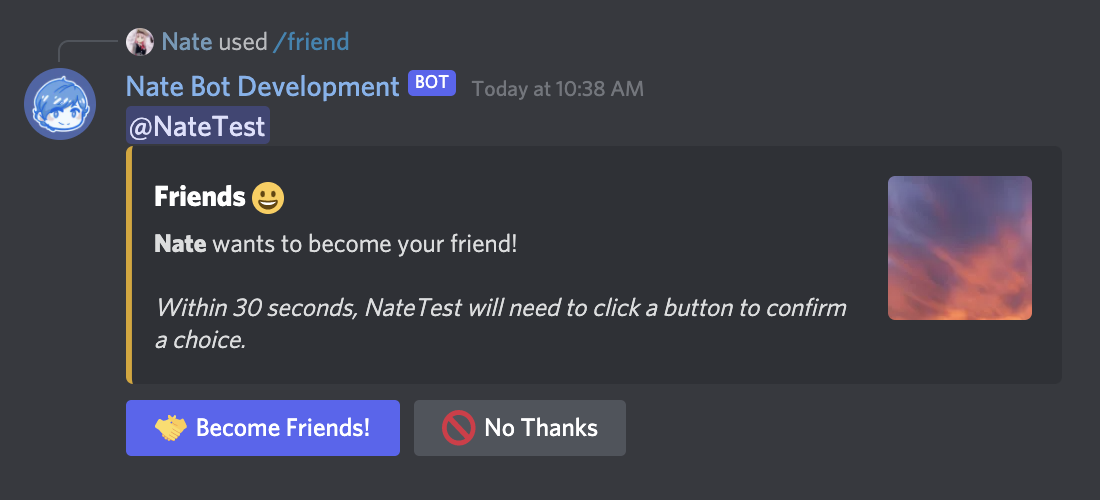 Nate used /friend
Nate Bot Development BOT Today at 10:38 AM
@NateTest
Friends 😀
Nate wants to become your friend!
Within 30 seconds, NateTest will need to click a button to confirm
a choice.
🤝 Become Friends! 🚫 No Thanks